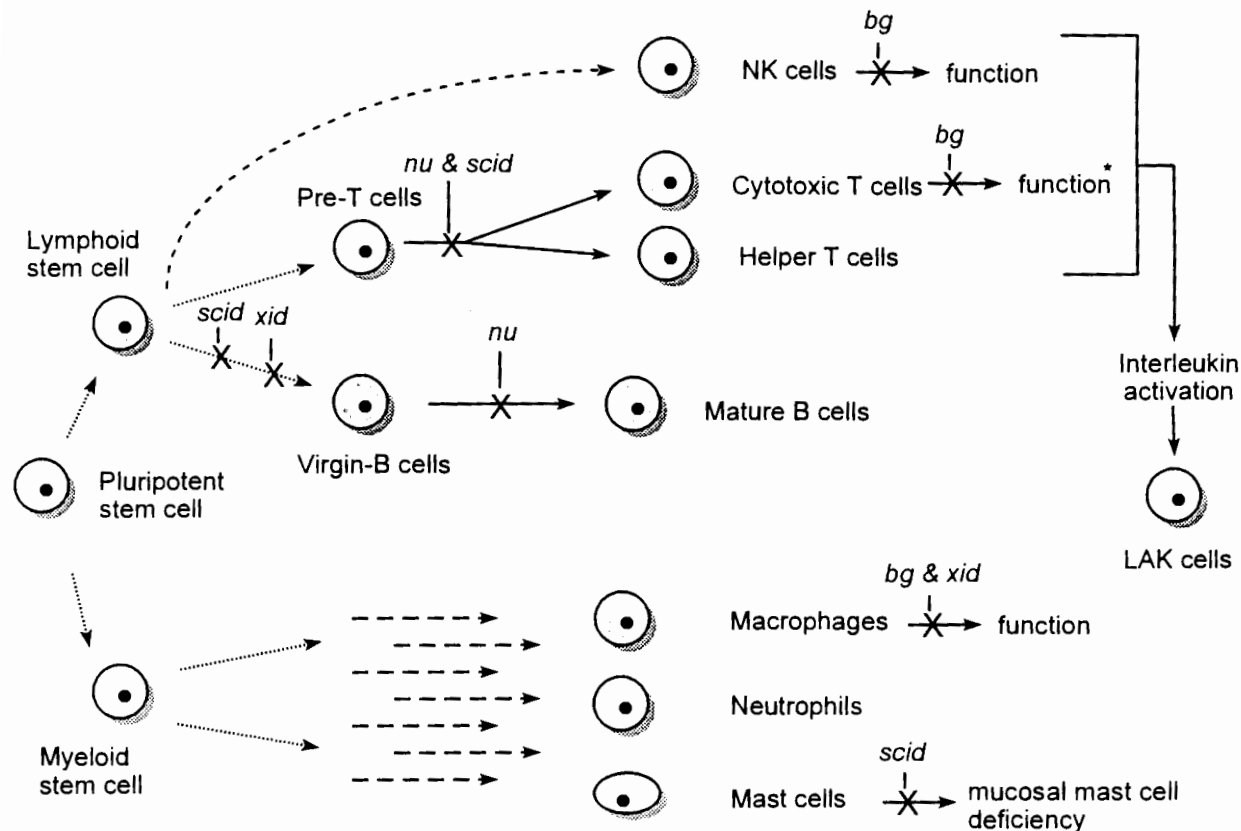 bg
NK cells
function
nu & scid
bg
Pre-T cells
Cytotoxic T cells
function*
Lymphoid
stem cell
Helper T cells
scid
xid
nu
Interleukin
activation
Mature B cells
Virgin-B cells
Pluripotent
stem cell
LAK cells
bg & xid
Macrophages
function
Neutrophils
Myeloid
stem cell
scid
Mast cells
mucosal mast cell
deficiency